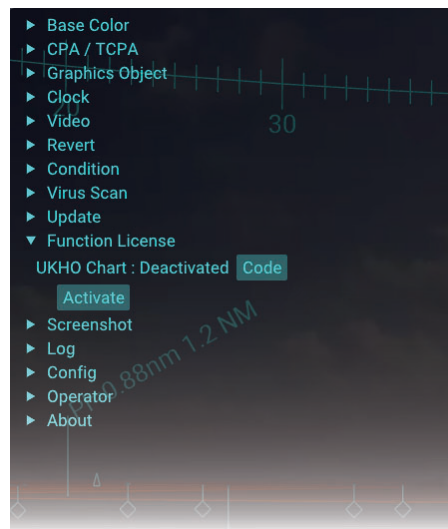 Base Color
CPA / TCPA
Graphics Object
Clock
20
30
Video
Revert
Condition
Virus Scan
Update
Function License
UKHO Chart : Deactivated Code
Activate
Screenshot
Log
Config
0.88nm 1.2 NM
Operator
About